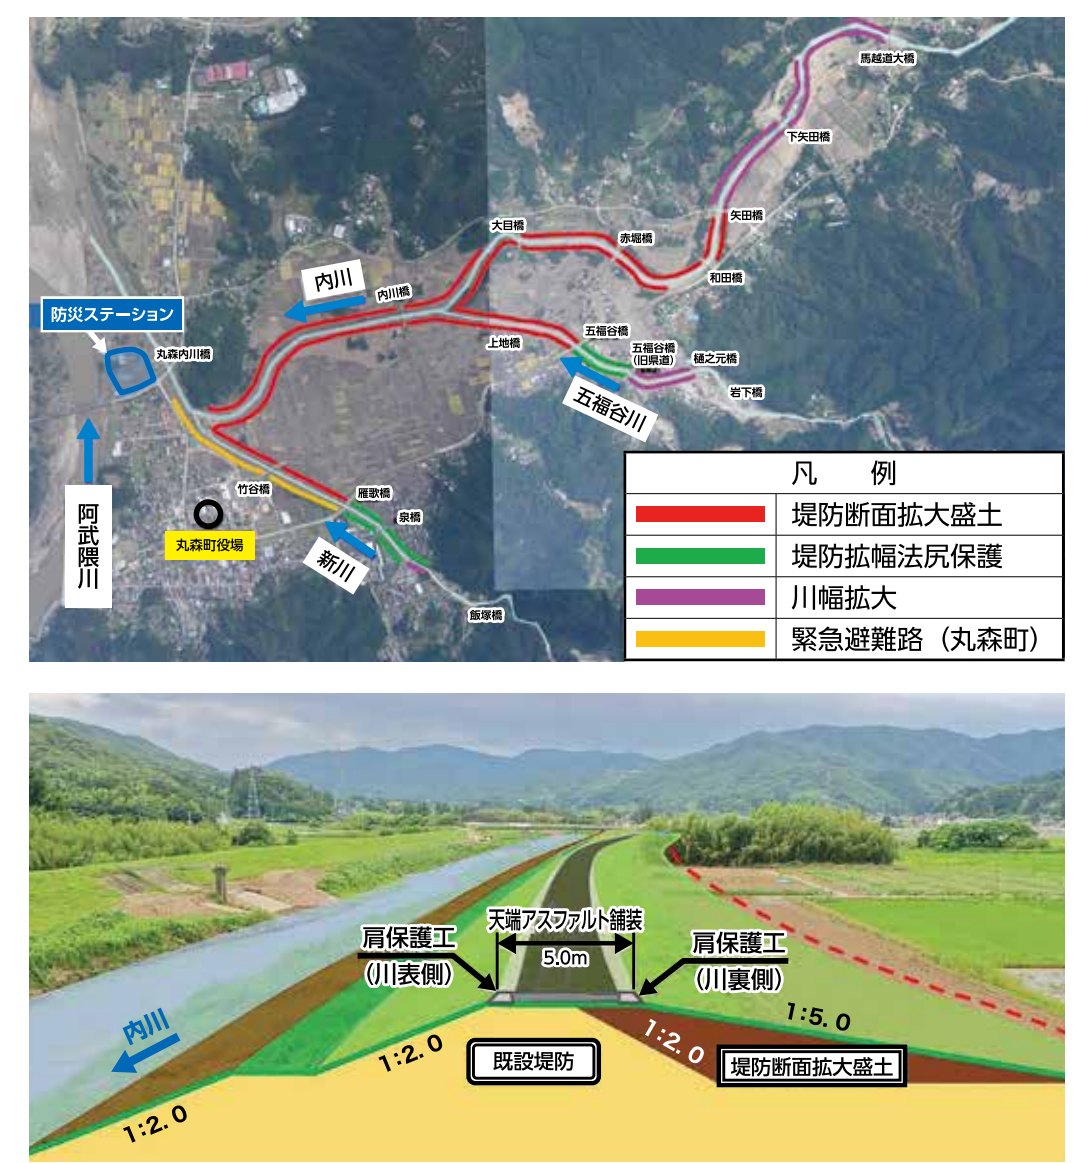 馬越道大橋
下矢田橋
矢田橋
大目橋
赤堀橋
和田橋
内川
内川橋
防災ステーション
丸森内川橋
上地橋
五福谷橋
五福谷橋
(旧県道)
樋之元橋
岩下橋
五福谷川
竹谷橋
雁歌橋
泉橋
阿武隈川
丸森町役場
新川
飯塚橋
凡　例
堤防断面拡大盛土
堤防拡幅法尻保護
川幅拡大
緊急避難路（丸森町）
天端アスファルト舗装
5.0m
肩保護工
(川表側)
肩保護工
(川裏側)
内川
1:2.0
1:2.0
既設堤防
1:2.0
1:5.0
堤防断面拡大盛土